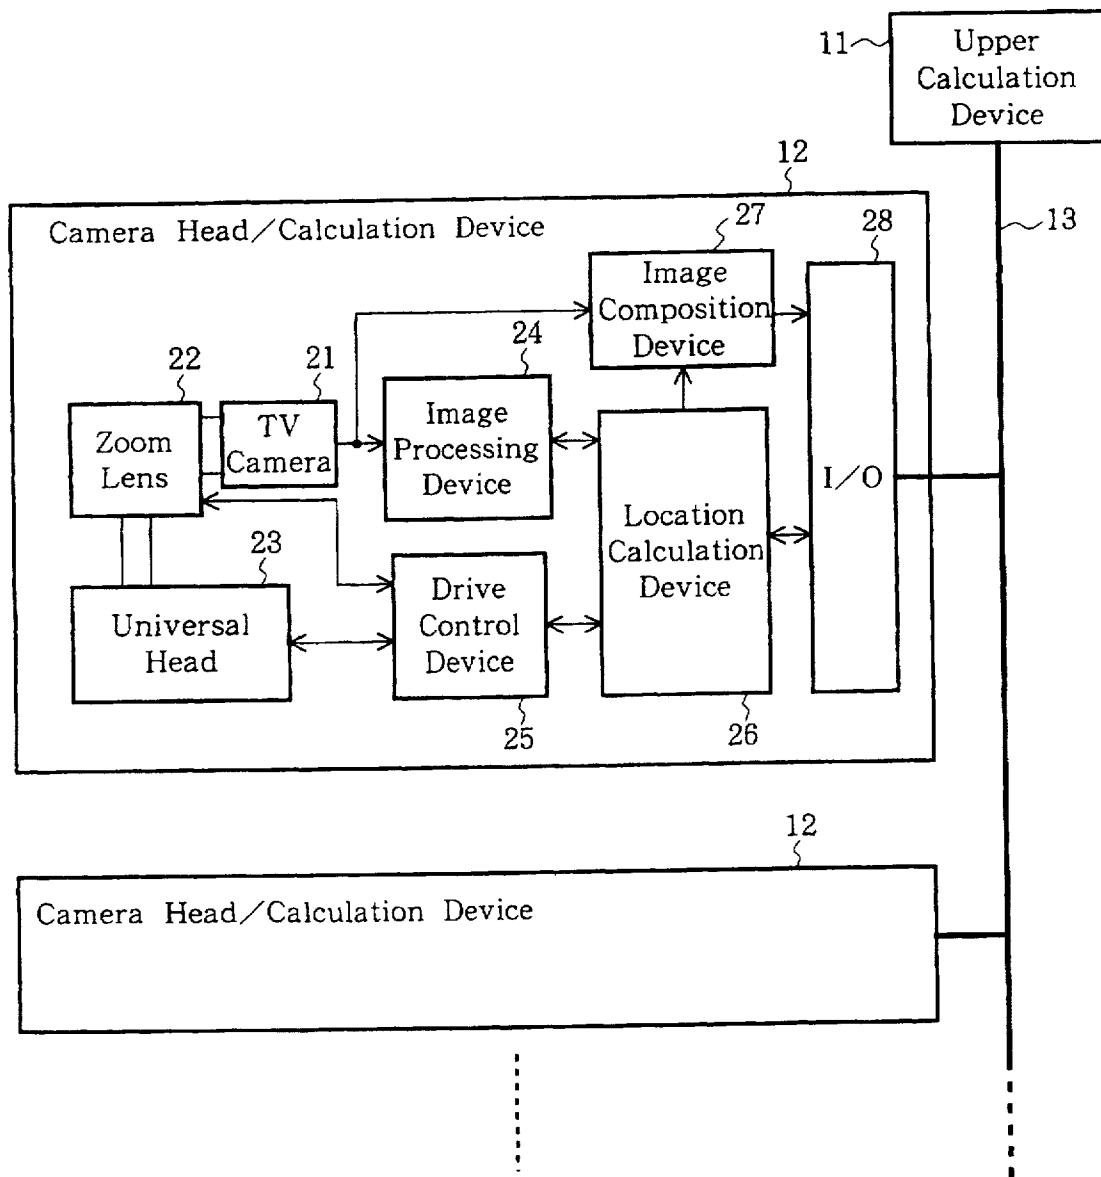 11
Upper
Calculation
Device
12
13
Camera Head/Calculation Device
27
28
Image
Composition
Device
24
22
21
Zoom
Lens
TV
Camera
Image
Processing
Device
I/O
Location
Calculation
Device
23
Universal
Head
Drive
Control
Device
25
26
12
Camera Head/Calculation Device